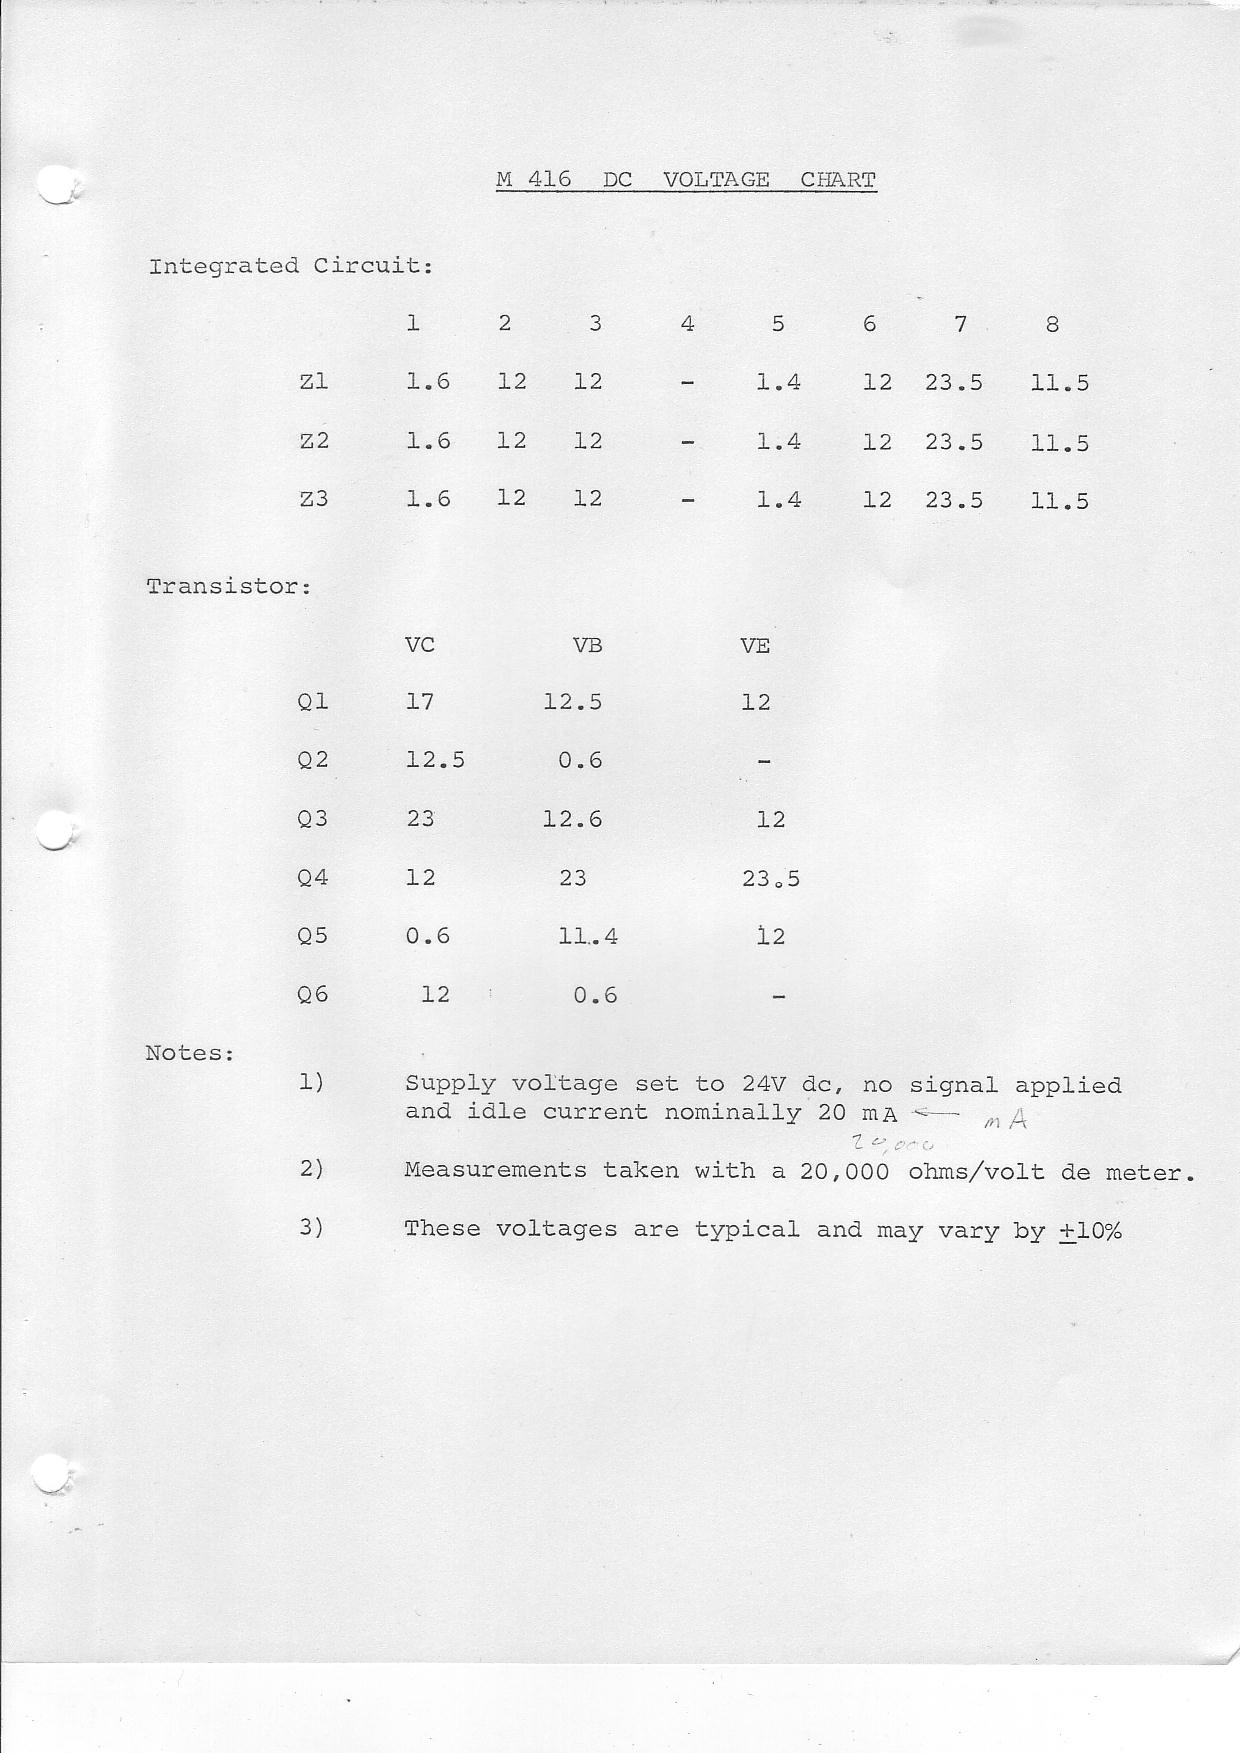 M 416 DC VOLTAGE CHART
Integrated Circuit:
1 2 3 4 5 6 7 8
Z1 1.6 12 12 - 1.4 12 23.5 11.5
Z2 1.6 12 12 - 1.4 12 23.5 11.5
Z3 1.6 12 12 - 1.4 12 23.5 11.5
Transistor:
VC VB VE
Q1 17 12.5 12
Q2 12.5 0.6 -
Q3 23 12.6 12
Q4 12 23 23.5
Q5 0.6 11.4 12
Q6 12 0.6 -
Notes:
1) Supply voltage set to 24V dc, no signal applied
and idle current nominally 20 mA ← mA
20,000
2) Measurements taken with a 20,000 ohms/volt de meter.
3) These voltages are typical and may vary by ±10%